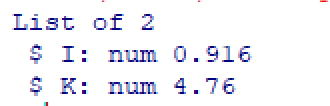 List of 2
 $ I: num 0.916
 $ K: num 4.76